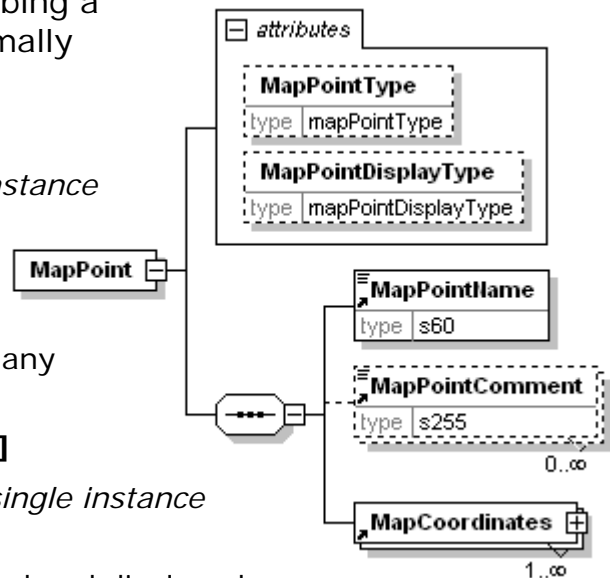 bing a
mally
attributes
MapPointType
type mapPointType
MapPointDisplayType
type mapPointDisplayType
nstance
MapPoint
MapPointName
type s60
any
MapPointComment
type s255
0..∞
]
single instance
MapCoordinates
1..∞